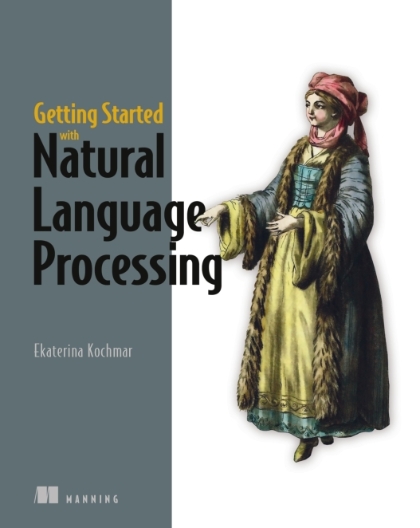 Getting Started
with
Natural
Language
Processing
Ekaterina Kochmar
MANNING